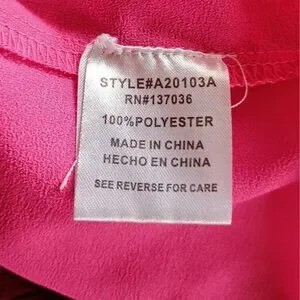 STYLE#A20103A
RN#137036
100%POLYESTER
MADE IN CHINA
HECHO EN CHINA
SEE REVERSE FOR CARE